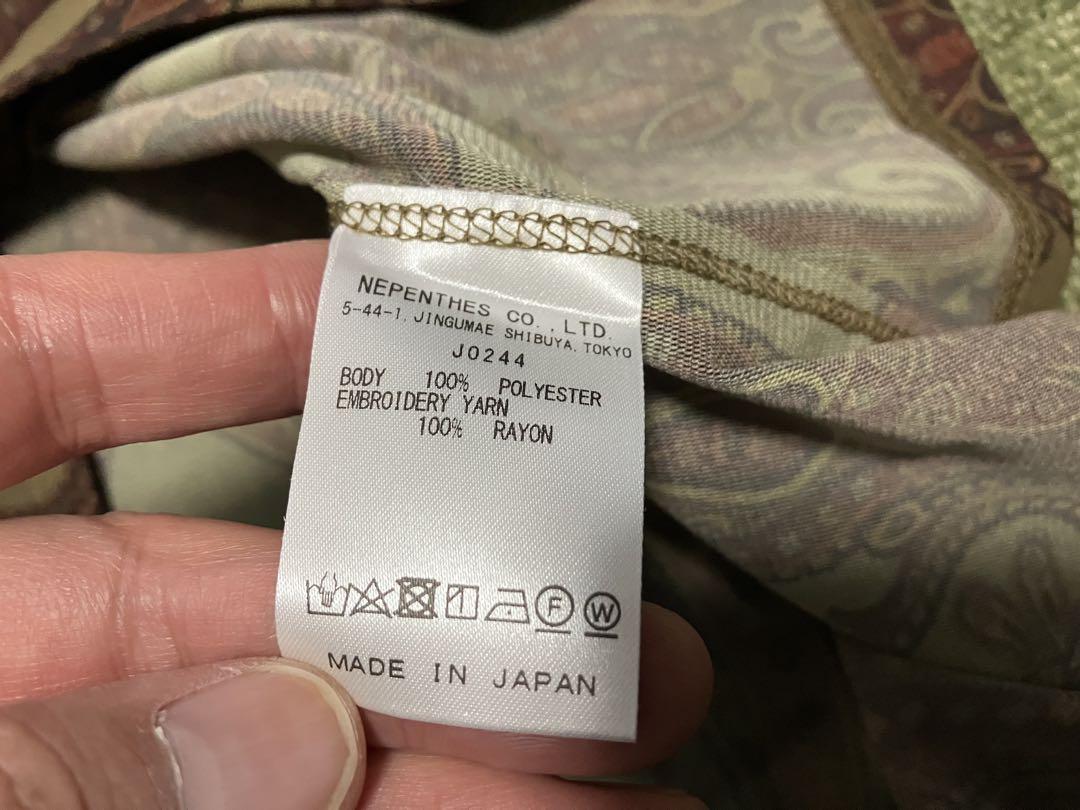 NEPENTHES CO.,LTD.
5-44-1. JINGUMAE SHIBUYA. TOKYO
J0244
BODY 100% POLYESTER
EMBROIDERY YARN
100% RAYON
F W
MADE IN JAPAN